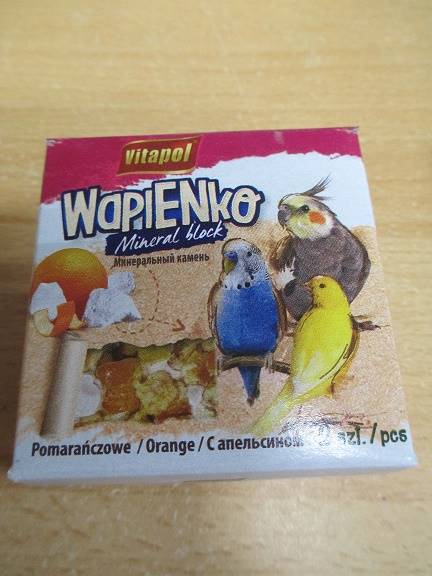 Vitapol
WapIENko
Mineral block
Минеральный камень
Pomarańczowe / Orange / С апельсином
szt. / pcs